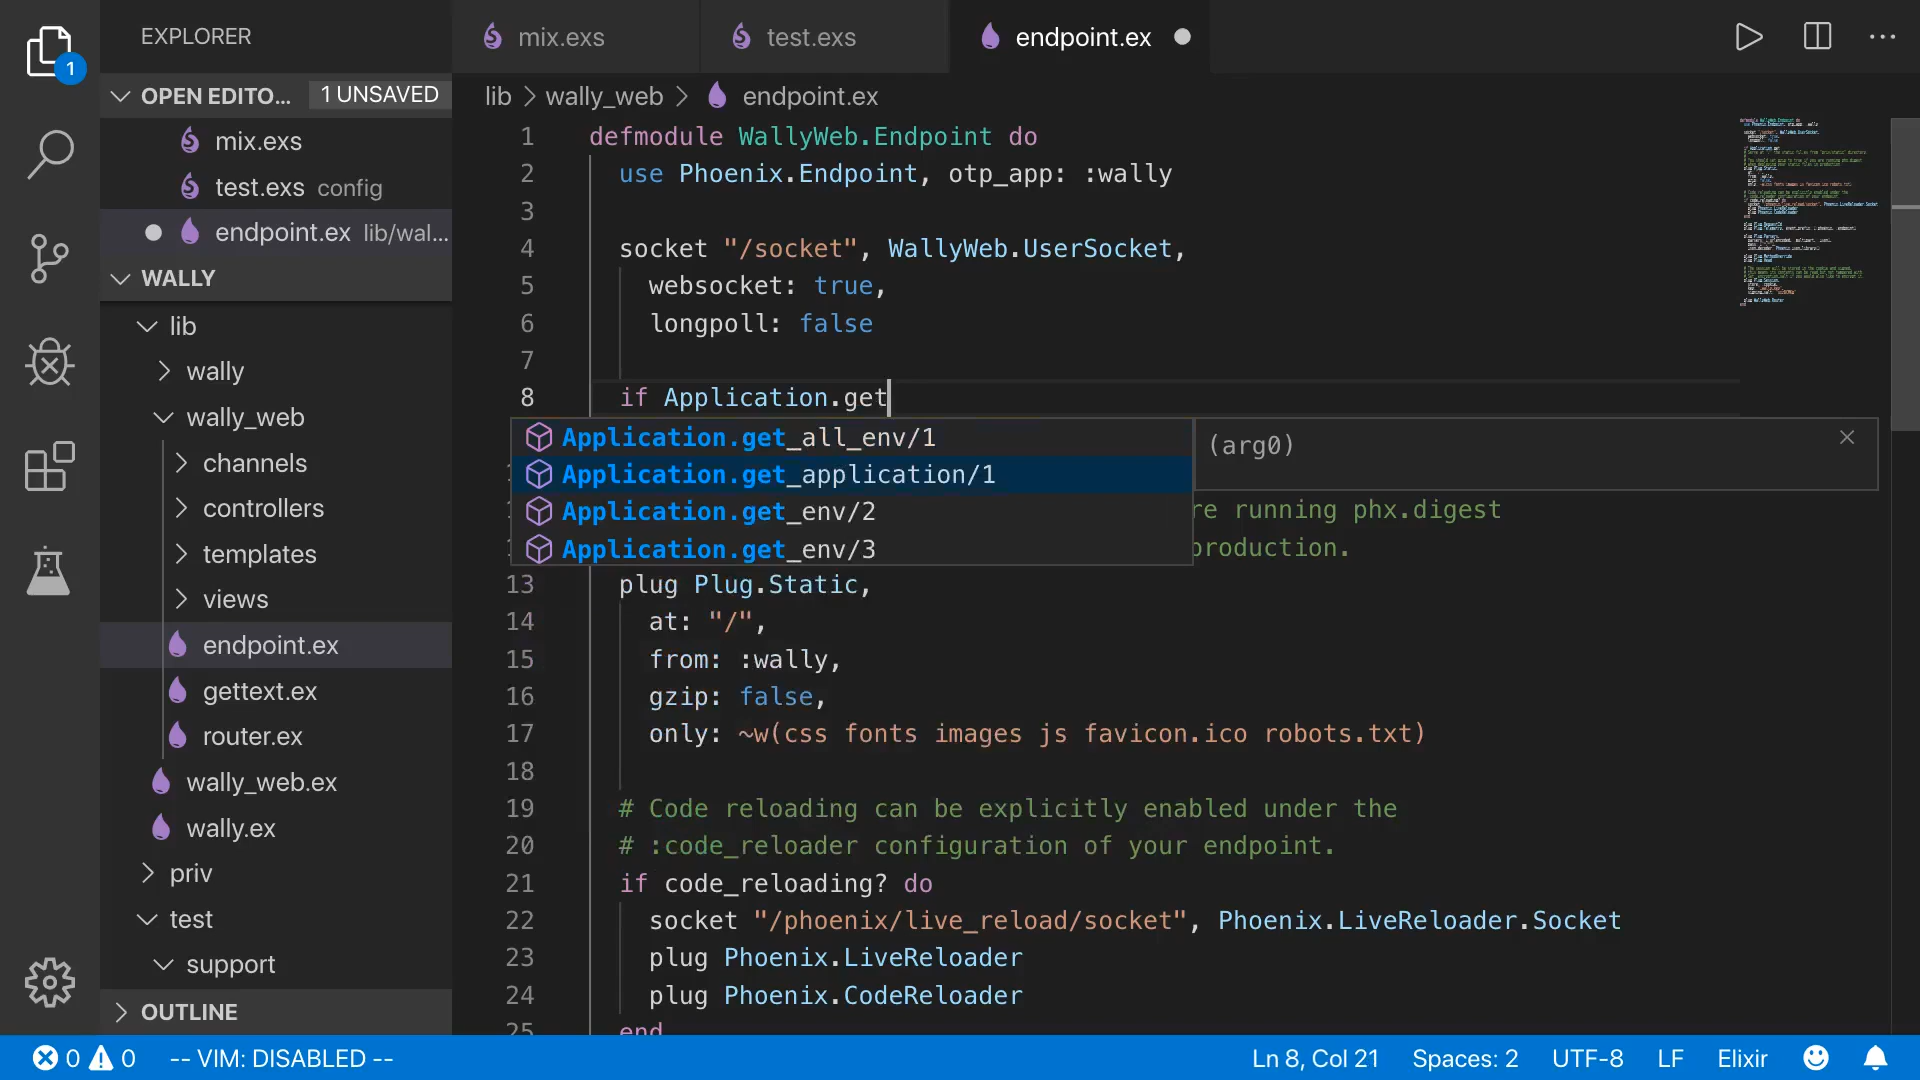 EXPLORER
mix.exs
test.exs
endpoint.ex
1
OPEN EDITO...
1 UNSAVED
mix.exs
test.exs config
endpoint.ex lib/wal...
WALLY
lib
wally
wally_web
channels
controllers
templates
views
endpoint.ex
gettext.ex
router.ex
wally_web.ex
wally.ex
priv
test
support
OUTLINE
lib > wally_web > endpoint.ex
1 defmodule WallyWeb.Endpoint do
2 use Phoenix.Endpoint, otp_app: :wally
3
4 socket "/socket", WallyWeb.UserSocket,
5 websocket: true,
6 longpoll: false
7
8 if Application.get
Application.get_all_env/1
(arg0)
Application.get_application/1
Application.get_env/2
re running phx.digest
Application.get_env/3
production.
13 plug Plug.Static,
14 at: "/",
15 from: :wally,
16 gzip: false,
17 only: ~w(css fonts images js favicon.ico robots.txt)
18
19 # Code reloading can be explicitly enabled under the
20 # :code_reloader configuration of your endpoint.
21 if code_reloading? do
22 socket "/phoenix/live_reload/socket", Phoenix.LiveReloader.Socket
23 plug Phoenix.LiveReloader
24 plug Phoenix.CodeReloader
25 end
0 0 -- VIM: DISABLED --
Ln 8, Col 21 Spaces: 2 UTF-8 LF Elixir